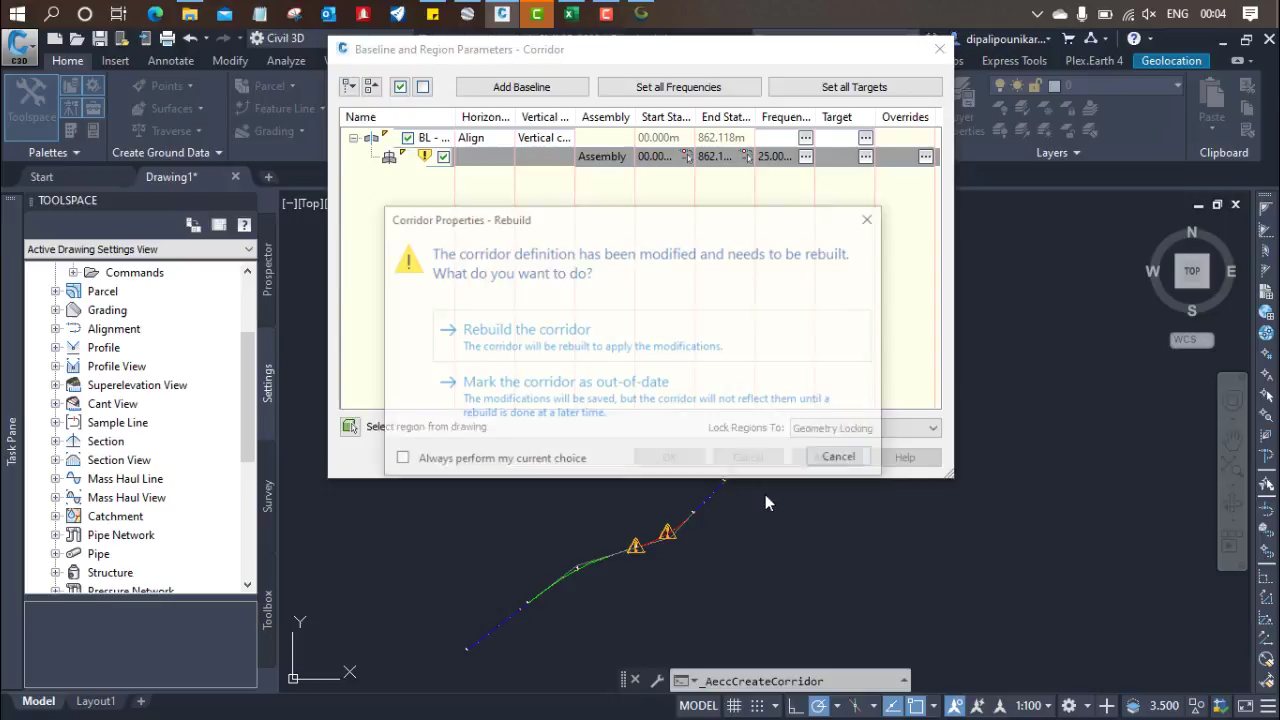 ENG
00:04
C3D
Civil 3D
Baseline and Region Parameters - Corridor
dipalipounikar...
Home
Insert
Annotate
Modify
Analyze
Express Tools
Plex.Earth 4
Geolocation
Toolspace
Points
Surfaces
Traverse
Parcel
Feature Line
Grading
Palettes
Create Ground Data
Add Baseline
Set all Frequencies
Set all Targets
Name
Horizon...
Vertical ...
Assembly
Start Sta...
End Stat...
Frequen...
Target
Overrides
BL - ...
Align
Vertical c...
00.000m
862.118m
Assembly
00.00...
862.1...
25.00...
0
Paste
Layers
Clipboard
Start
Drawing1*
TOOLSPACE
[−][Top][
Active Drawing Settings View
Commands
Parcel
Grading
Alignment
Profile
Profile View
Superelevation View
Cant View
Sample Line
Section
Section View
Mass Haul Line
Mass Haul View
Catchment
Pipe Network
Pipe
Structure
Pressure Network
Task Pane
Prospector
Settings
Survey
Toolbox
Corridor Properties - Rebuild
The corridor definition has been modified and needs to be rebuilt.
What do you want to do?
Rebuild the corridor
The corridor will be rebuilt to apply the modifications.
Mark the corridor as out-of-date
The modifications will be saved, but the corridor will not reflect them until a
rebuild is done at a later time.
Select region from drawing
Lock Regions To:
Geometry Locking
Always perform my current choice
OK
Cancel
Cancel
Help
N
W
TOP
E
S
WCS
Y
X
_AeccCreateCorridor
Model
Layout1
MODEL
1:100
3.500